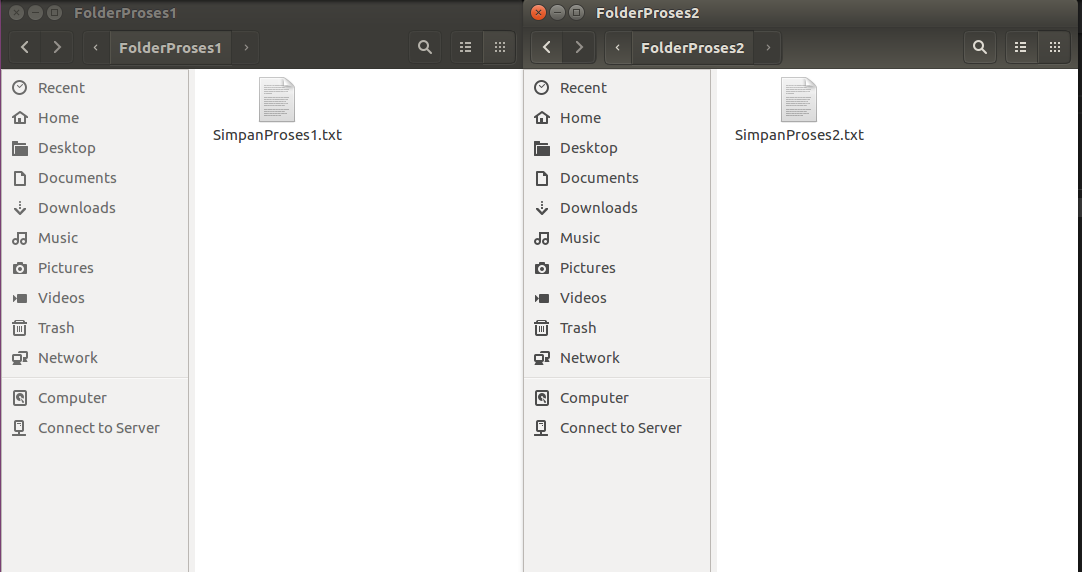 FolderProses1
FolderProses1
SimpanProses1.txt
Recent
Home
Desktop
Documents
Downloads
Music
Pictures
Videos
Trash
Network
Computer
Connect to Server
FolderProses2
FolderProses2
SimpanProses2.txt
Recent
Home
Desktop
Documents
Downloads
Music
Pictures
Videos
Trash
Network
Computer
Connect to Server